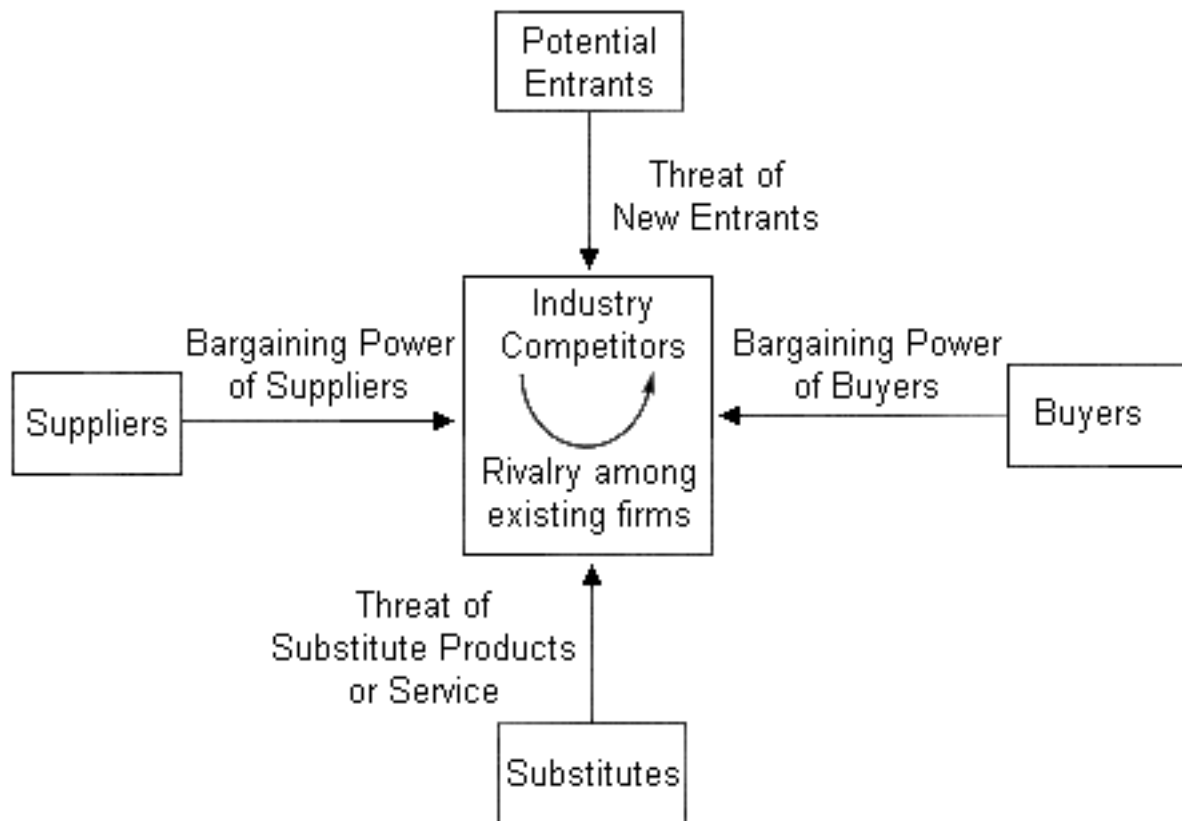 Potential
Entrants
Threat of
New Entrants
Industry
Competitors
Bargaining Power
of Suppliers
Bargaining Power
of Buyers
Suppliers
Buyers
Rivalry among
existing firms
Threat of
Substitute Products
or Service
Substitutes